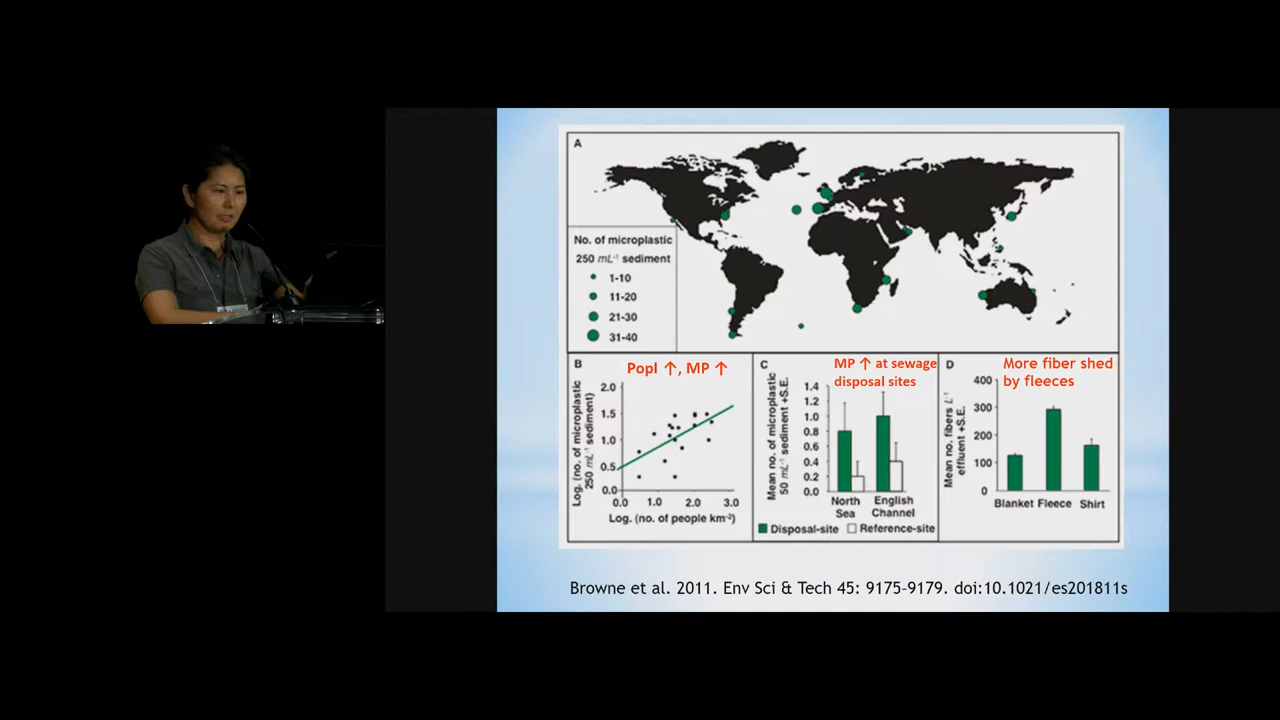 A
No. of microplastic
250 mL⁻¹ sediment
1-10
11-20
21-30
31-40
B
Popl ↑, MP ↑
Log. (no. of microplastic
250 mL⁻¹ sediment)
2.0
1.5
1.0
0.5
0.0
0.0 1.0 2.0 3.0
Log. (no. of people km⁻²)
C
MP ↑ at sewage
disposal sites
Mean no. of microplastic
50 mL⁻¹ sediment +S.E.
1.4
1.2
1.0
0.8
0.6
0.4
0.2
0.0
North
Sea
English
Channel
Disposal-site
Reference-site
D
More fiber shed
by fleeces
Mean no. fibers L⁻¹
effluent +S.E.
400
300
200
100
0
Blanket Fleece Shirt
Browne et al. 2011. Env Sci & Tech 45: 9175-9179. doi:10.1021/es201811s